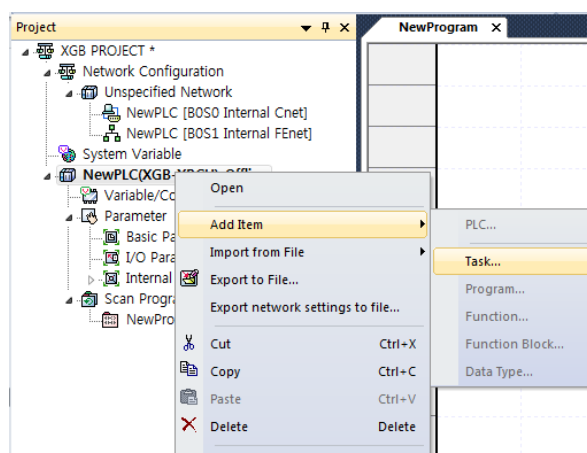 Project
NewProgram
XGB PROJECT *
Network Configuration
Unspecified Network
NewPLC [B0S0 Internal Cnet]
NewPLC [B0S1 Internal FEnet]
System Variable
NewPLC(XGB-
Variable/Co
Parameter
Basic Pa
I/O Para
Internal
Scan Progra
NewPro
Open
Add Item
Import from File
Export to File...
Export network settings to file...
Cut Ctrl+X
Copy Ctrl+C
Paste Ctrl+V
Delete Delete
PLC...
Task...
Program...
Function...
Function Block...
Data Type...